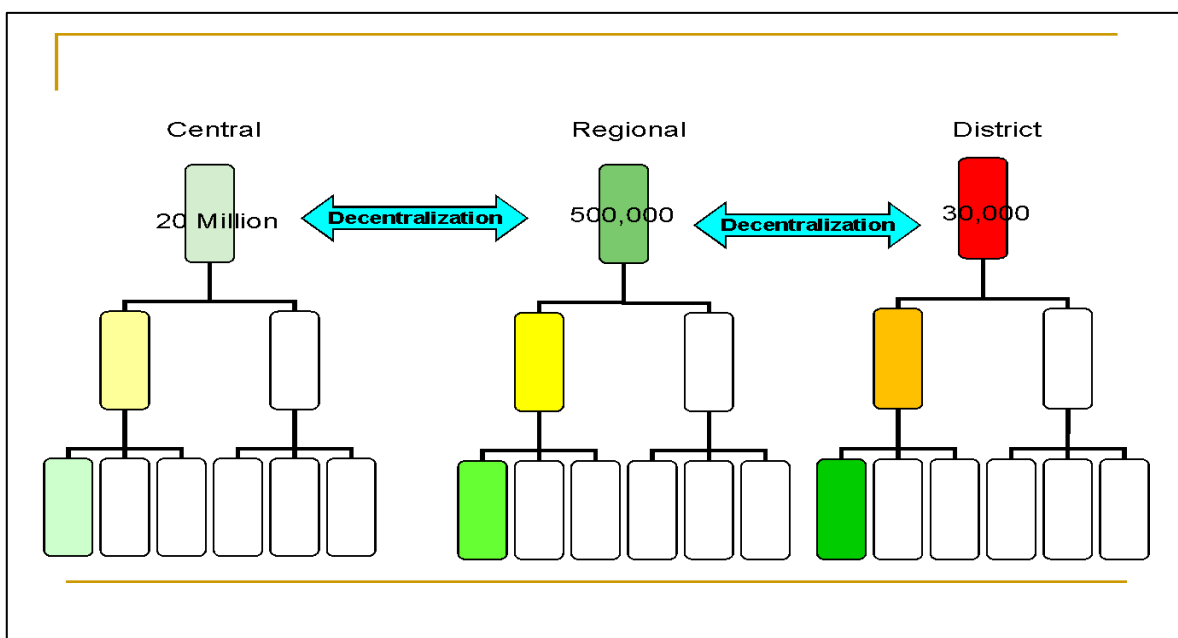 Central
Regional
District
20 Million
Decentralization
500,000
Decentralization
30,000